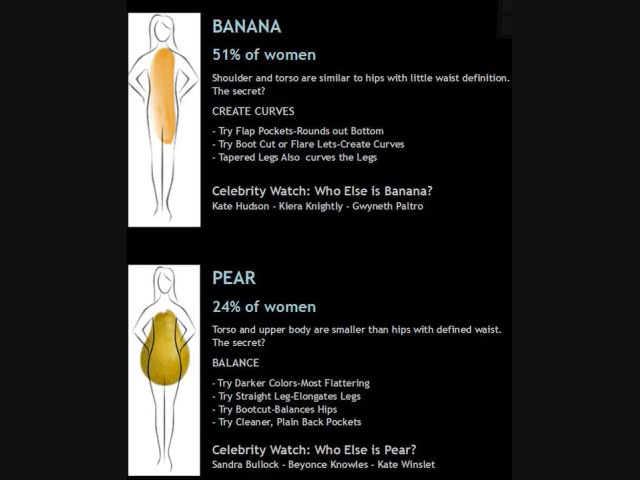 BANANA
51% of women
Shoulder and torso are similar to hips with little waist definition.
The secret?
CREATE CURVES
- Try Flap Pockets-Rounds out Bottom
- Try Boot Cut or Flare Lets-Create Curves
- Tapered Legs Also curves the Legs
Celebrity Watch: Who Else is Banana?
Kate Hudson - Kiera Knightly - Gwyneth Paltro
PEAR
24% of women
Torso and upper body are smaller than hips with defined waist.
The secret?
BALANCE
- Try Darker Colors-Most Flattering
- Try Straight Leg-Elongates Legs
- Try Bootcut-Balances Hips
- Try Cleaner, Plain Back Pockets
Celebrity Watch: Who Else is Pear?
Sandra Bullock - Beyonce Knowles - Kate Winslet